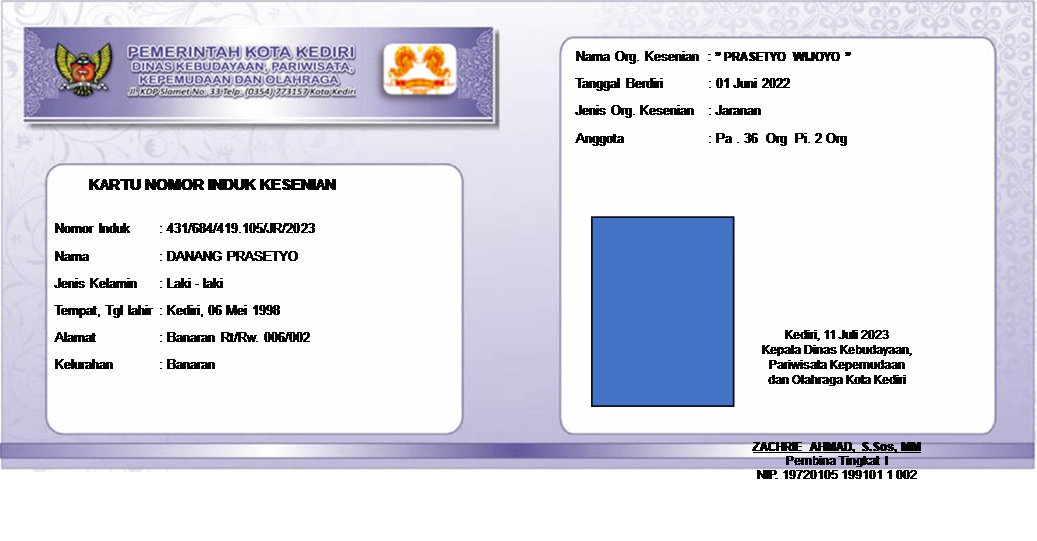 PEMERINTAH KOTA KEDIRI
DINAS KEBUDAYAAN, PARIWISATA,
KEPEMUDAAN DAN OLAHRAGA
Jl. KDP Slamet No. 33 Telp. (0354) 773157 Kota Kediri
KARTU NOMOR INDUK KESENIAN
Nomor Induk : 431/684/419.105/JR/2023
Nama : DANANG PRASETYO
Jenis Kelamin : Laki - laki
Tempat, Tgl lahir : Kediri, 06 Mei 1998
Alamat : Banaran Rt/Rw. 006/002
Kelurahan : Banaran
Nama Org. Kesenian : " PRASETYO WIJOYO "
Tanggal Berdiri : 01 Juni 2022
Jenis Org. Kesenian : Jaranan
Anggota : Pa . 36 Org Pi. 2 Org
Kediri, 11 Juli 2023
Kepala Dinas Kebudayaan,
Pariwisata Kepemudaan
dan Olahraga Kota Kediri
ZACHRIE AHMAD, S.Sos, MM
Pembina Tingkat I
NIP. 19720105 199101 1 002